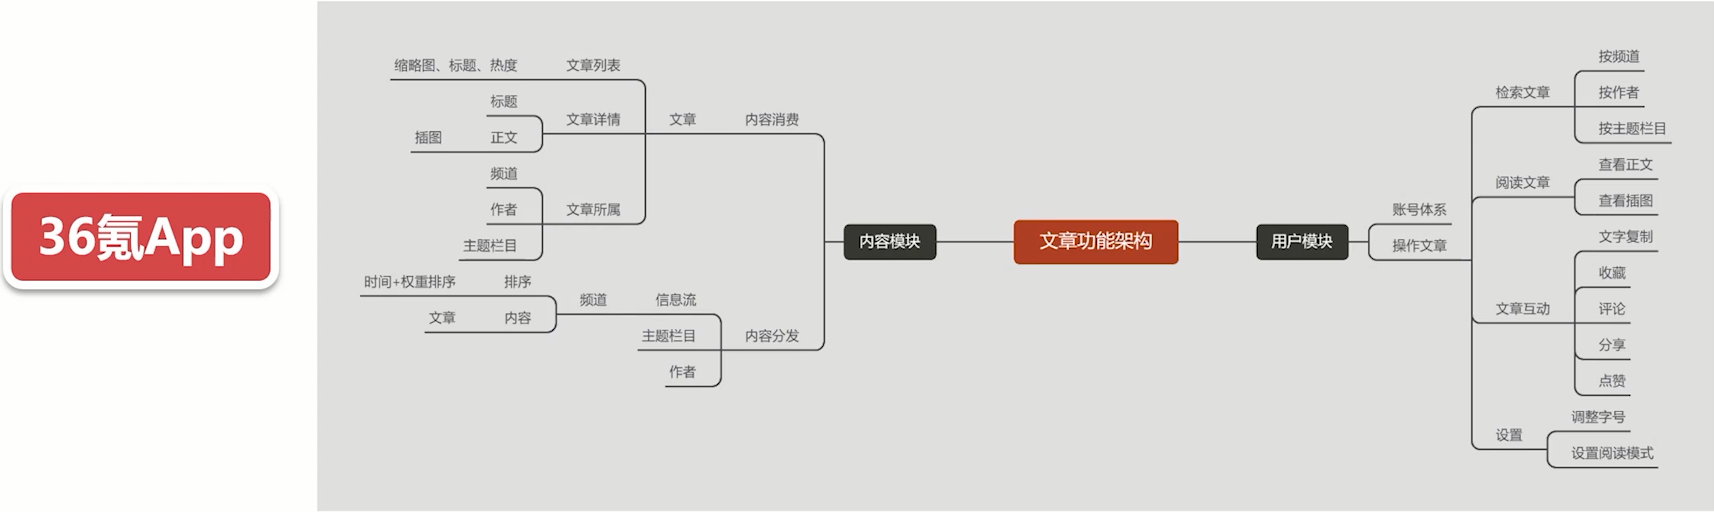 36氪App
缩略图、标题、热度
文章列表
标题
文章详情
插图
正文
文章
内容消费
频道
作者
文章所属
主题栏目
时间+权重排序
排序
频道
信息流
文章
内容
主题栏目
内容分发
作者
内容模块
文章功能架构
用户模块
账号体系
操作文章
检索文章
按频道
按作者
按主题栏目
阅读文章
查看正文
查看插图
文章互动
文字复制
收藏
评论
分享
点赞
设置
调整字号
设置阅读模式